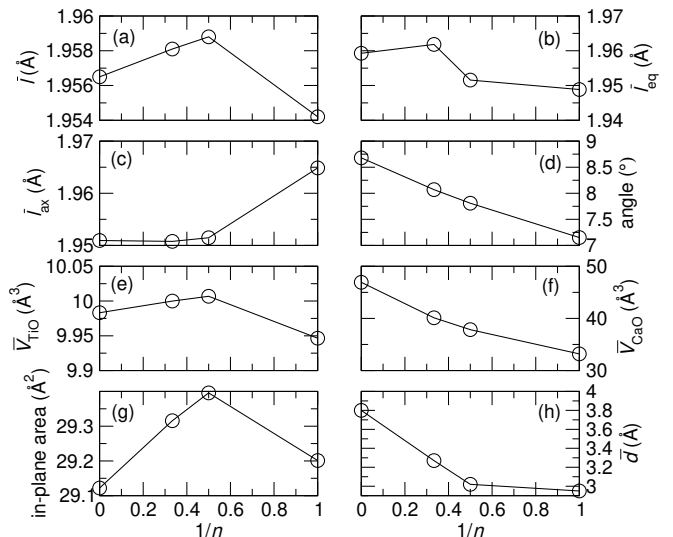 1.96
1.958
1.956
1.954
l̄ (Å)
(a)
1.97
1.96
1.95
1.94
l̄eq (Å)
(b)
1.97
1.96
1.95
l̄ax (Å)
(c)
9
8.5
8
7.5
7
angle (°)
(d)
10.05
10
9.95
9.9
V̄TiO (Å³)
(e)
50
40
30
V̄CaO (Å³)
(f)
29.3
29.2
29.1
in-plane area (Å²)
(g)
4
3.8
3.6
3.4
3.2
3
d̄ (Å)
(h)
0 0.2 0.4 0.6 0.8 1
1/n
0 0.2 0.4 0.6 0.8 1
1/n